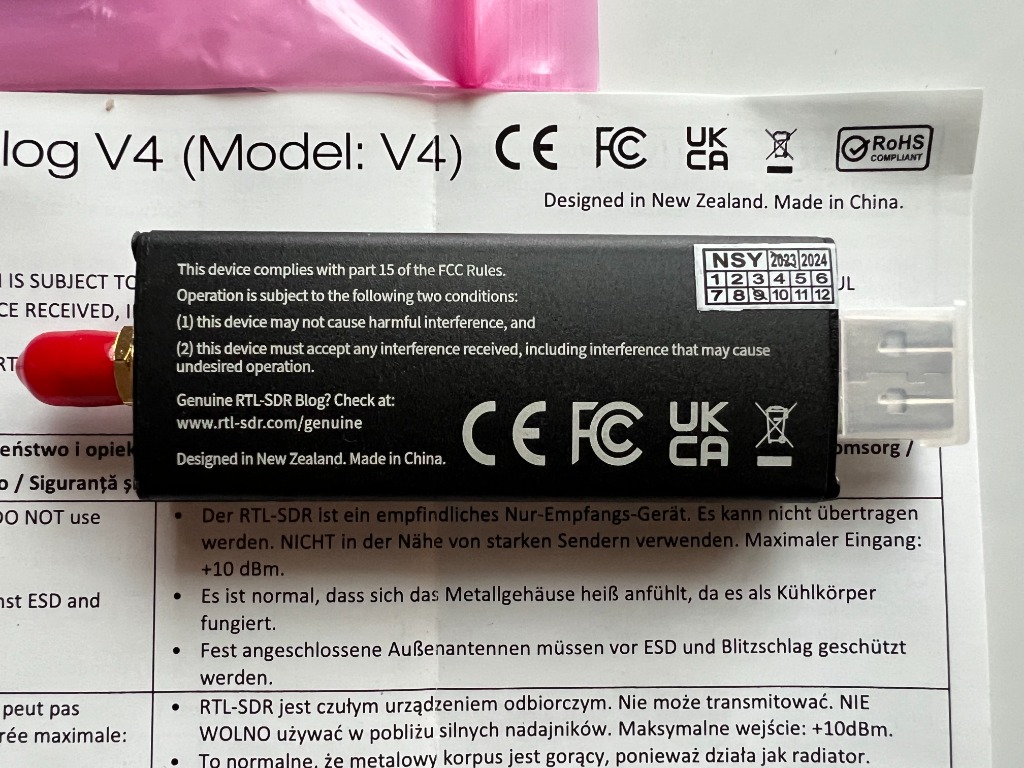 log V4 (Model: V4) CE FC UK CA RoHS COMPLIANT
Designed in New Zealand. Made in China.
IS SUBJECT TO
CE RECEIVED, I
This device complies with part 15 of the FCC Rules.
Operation is subject to the following two conditions:
(1) this device may not cause harmful interference, and
(2) this device must accept any interference received, including interference that may cause
undesired operation.
Genuine RTL-SDR Blog? Check at:
www.rtl-sdr.com/genuine
Designed in New Zealand. Made in China.
CE FC UK CA
NSY 2023 2024
1 2 3 4 5 6
7 8 9 10 11 12
eństwo i opiek
omsorg /
o / Siguranță și
DO NOT use
nst ESD and
• Der RTL-SDR ist ein empfindliches Nur-Empfangs-Gerät. Es kann nicht übertragen
werden. NICHT in der Nähe von starken Sendern verwenden. Maximaler Eingang:
+10 dBm.
• Es ist normal, dass sich das Metallgehäuse heiß anfühlt, da es als Kühlkörper
fungiert.
• Fest angeschlossene Außenantennen müssen vor ESD und Blitzschlag geschützt
werden.
peut pas
rée maximale:
• RTL-SDR jest czułym urządzeniem odbiorczym. Nie może transmitować. NIE
WOLNO używać w pobliżu silnych nadajników. Maksymalne wejście: +10dBm.
• To normalne, że metalowy korpus jest gorący, ponieważ działa jak radiator.